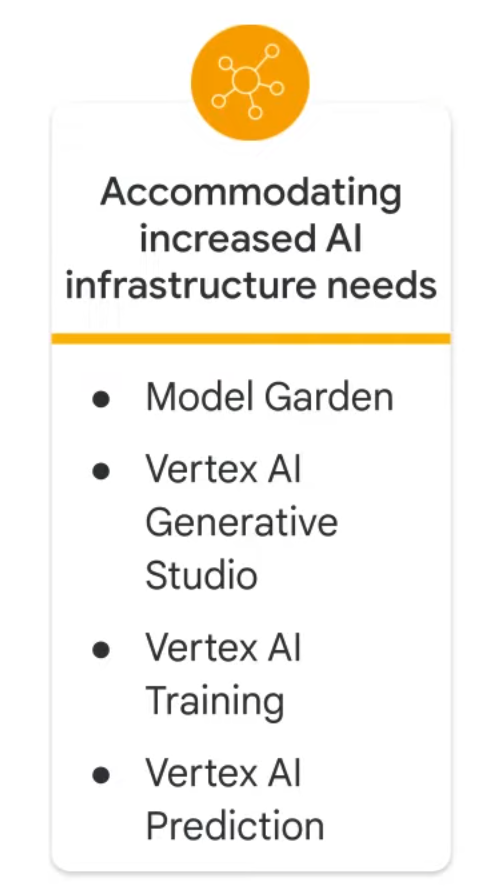 Accommodating
increased AI
infrastructure needs
● Model Garden
● Vertex AI
Generative
Studio
● Vertex AI
Training
● Vertex AI
Prediction